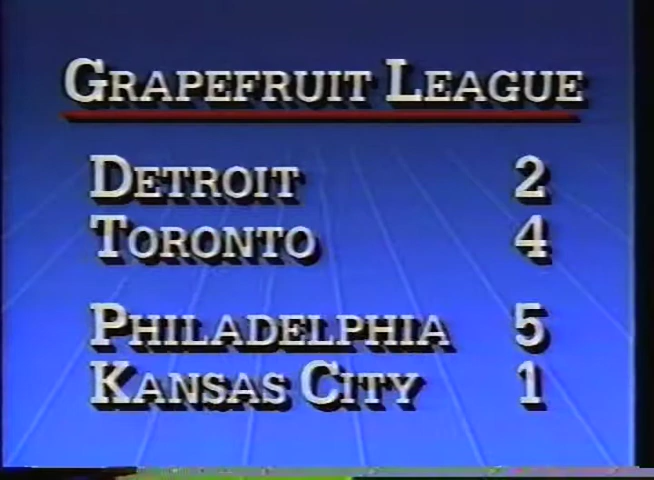 GRAPEFRUIT LEAGUE
DETROIT 2
TORONTO 4
PHILADELPHIA 5
KANSAS CITY 1